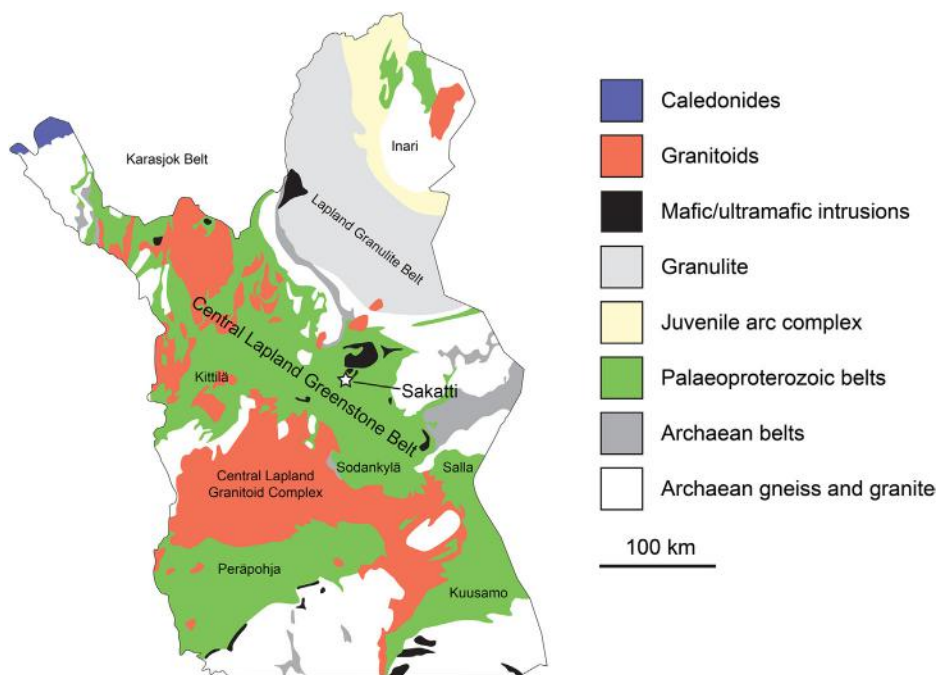 Karasjok Belt
Inari
Lapland Granulite Belt
Central Lapland Greenstone Belt
Kittilä
Sakatti
Sodankylä
Salla
Central Lapland
Granitoid Complex
Peräpohja
Kuusamo
Caledonides
Granitoids
Mafic/ultramafic intrusions
Granulite
Juvenile arc complex
Palaeoproterozoic belts
Archaean belts
Archaean gneiss and granite
100 km